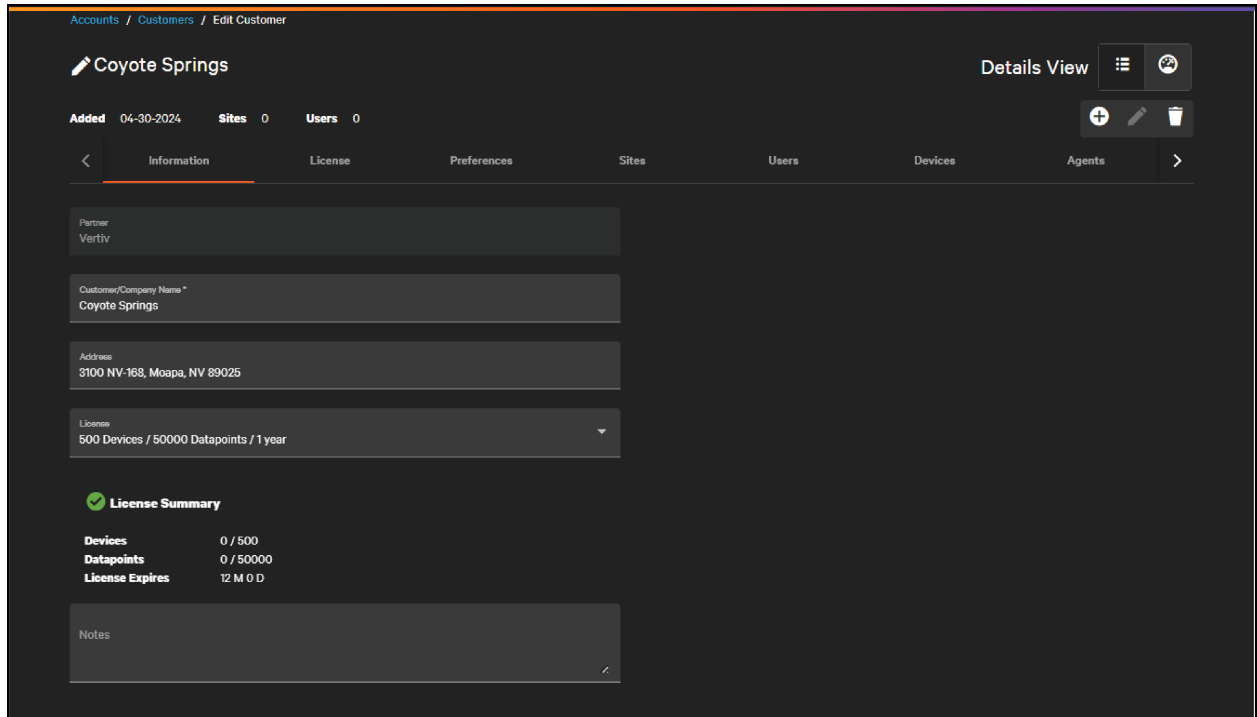 Accounts / Customers / Edit Customer
Coyote Springs
Details View
Added 04-30-2024 Sites 0 Users 0
Information License Preferences Sites Users Devices Agents
Partner
Vertiv
Customer/Company Name *
Coyote Springs
Address
3100 NV-168, Moapa, NV 89025
License
500 Devices / 50000 Datapoints / 1 year
License Summary
Devices 0 / 500
Datapoints 0 / 50000
License Expires 12 M 0 D
Notes